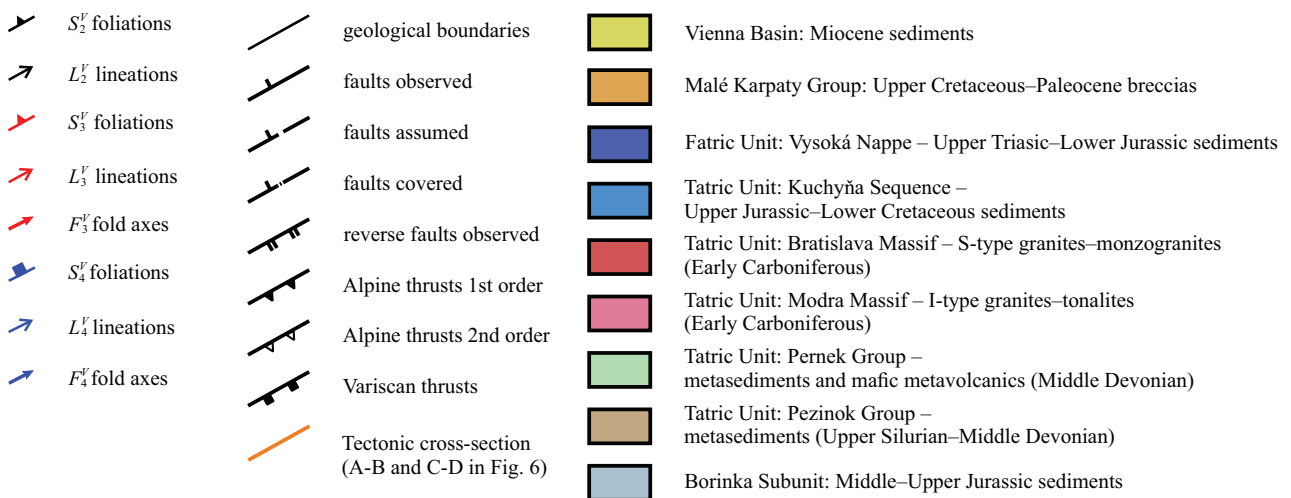 S₂ⱽ foliations
L₂ⱽ lineations
S₃ⱽ foliations
L₃ⱽ lineations
F₃ⱽ fold axes
S₄ⱽ foliations
L₄ⱽ lineations
F₄ⱽ fold axes
geological boundaries
faults observed
faults assumed
faults covered
reverse faults observed
Alpine thrusts 1st order
Alpine thrusts 2nd order
Variscan thrusts
Tectonic cross-section
(A-B and C-D in Fig. 6)
Vienna Basin: Miocene sediments
Malé Karpaty Group: Upper Cretaceous–Paleocene breccias
Fatric Unit: Vysoká Nappe – Upper Triasic–Lower Jurassic sediments
Tatric Unit: Kuchyňa Sequence –
Upper Jurassic–Lower Cretaceous sediments
Tatric Unit: Bratislava Massif – S-type granites–monzogranites
(Early Carboniferous)
Tatric Unit: Modra Massif – I-type granites–tonalites
(Early Carboniferous)
Tatric Unit: Pernek Group –
metasediments and mafic metavolcanics (Middle Devonian)
Tatric Unit: Pezinok Group –
metasediments (Upper Silurian–Middle Devonian)
Borinka Subunit: Middle–Upper Jurassic sediments